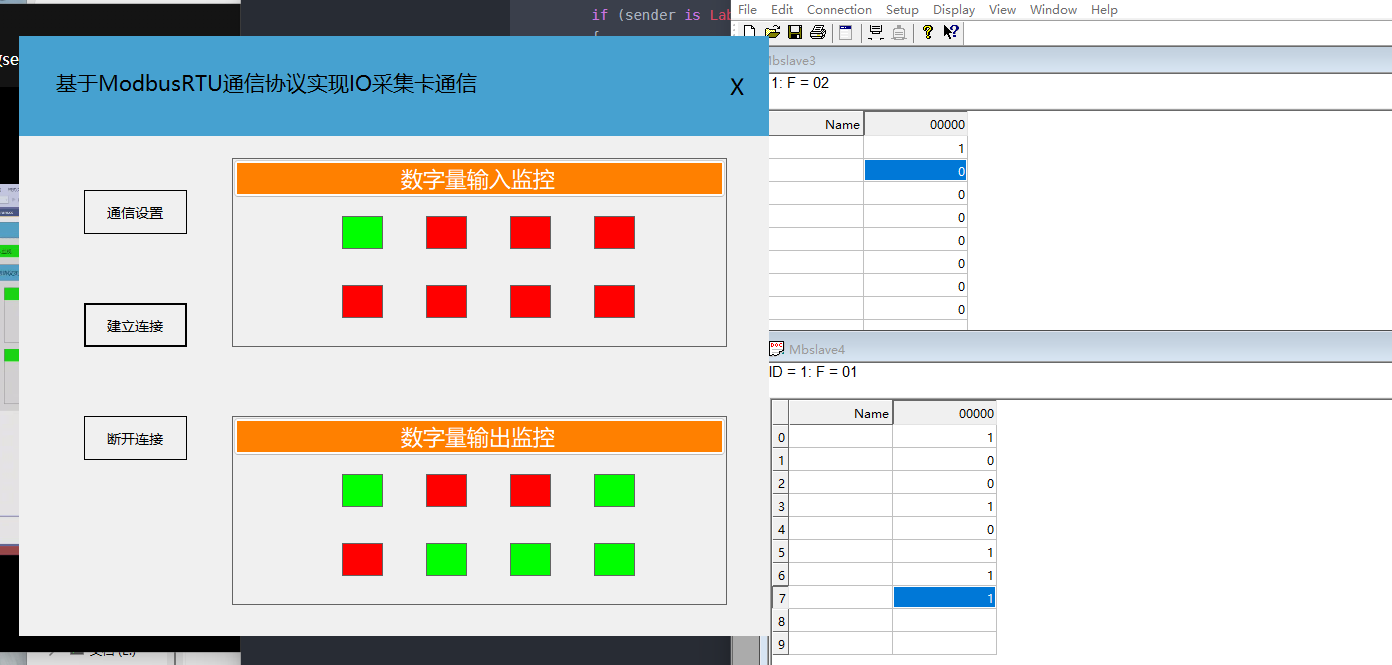 if (sender is Lab
{
File Edit Connection Setup Display View Window Help
基于ModbusRTU通信协议实现IO采集卡通信
X
通信设置
建立连接
断开连接
数字量输入监控
数字量输出监控
Mbslave3
1: F = 02
Name 00000
1
0
0
0
0
0
0
0
Mbslave4
ID = 1: F = 01
Name 00000
0 1
1 0
2 0
3 1
4 0
5 1
6 1
7 1
8
9